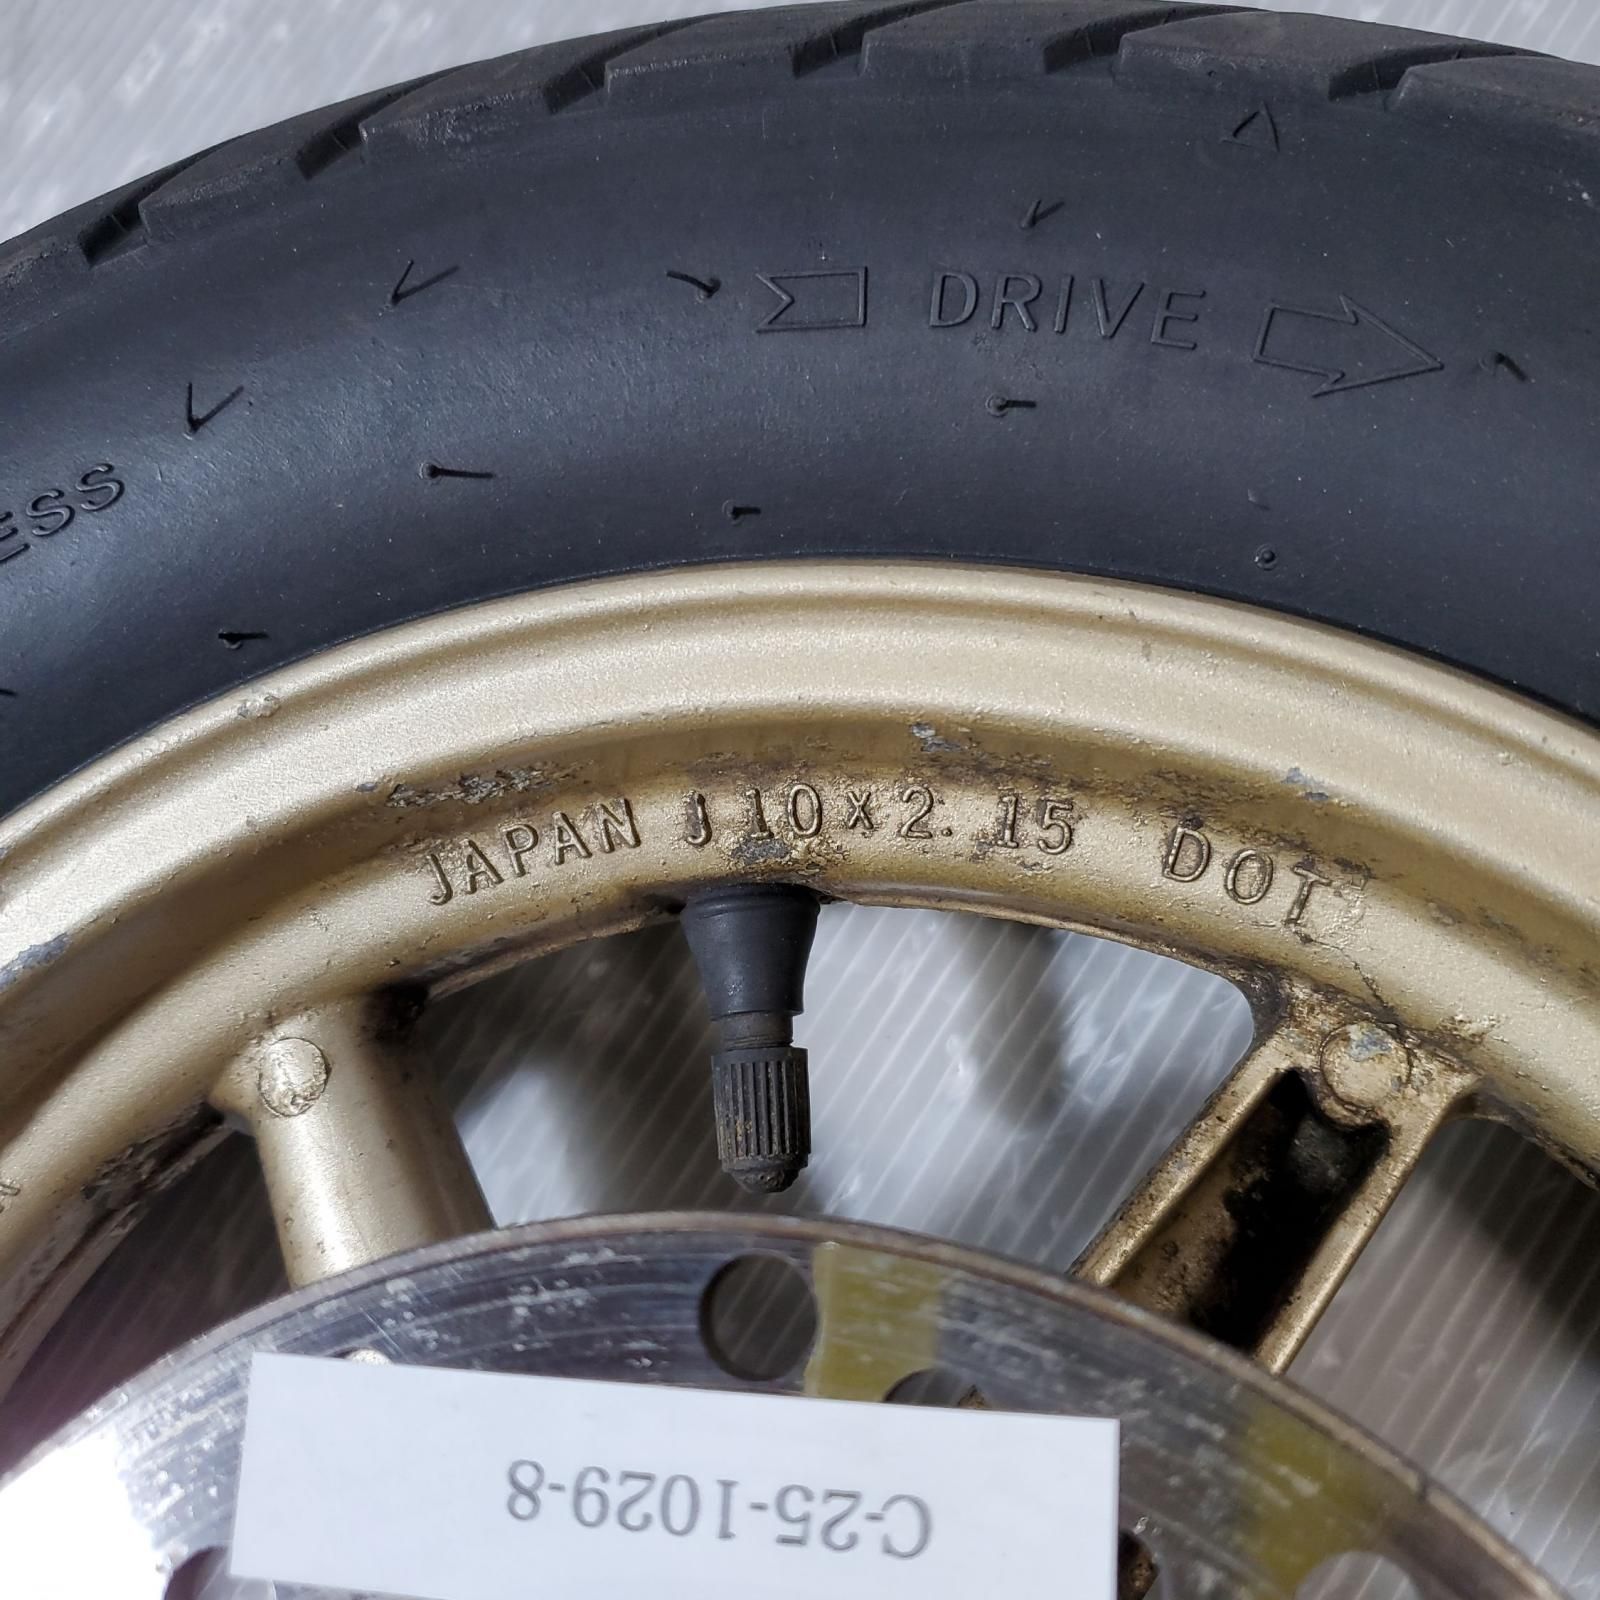 DRIVE
ESS
JAPAN J 10 x 2. 15 DOT
C-25-1029-8